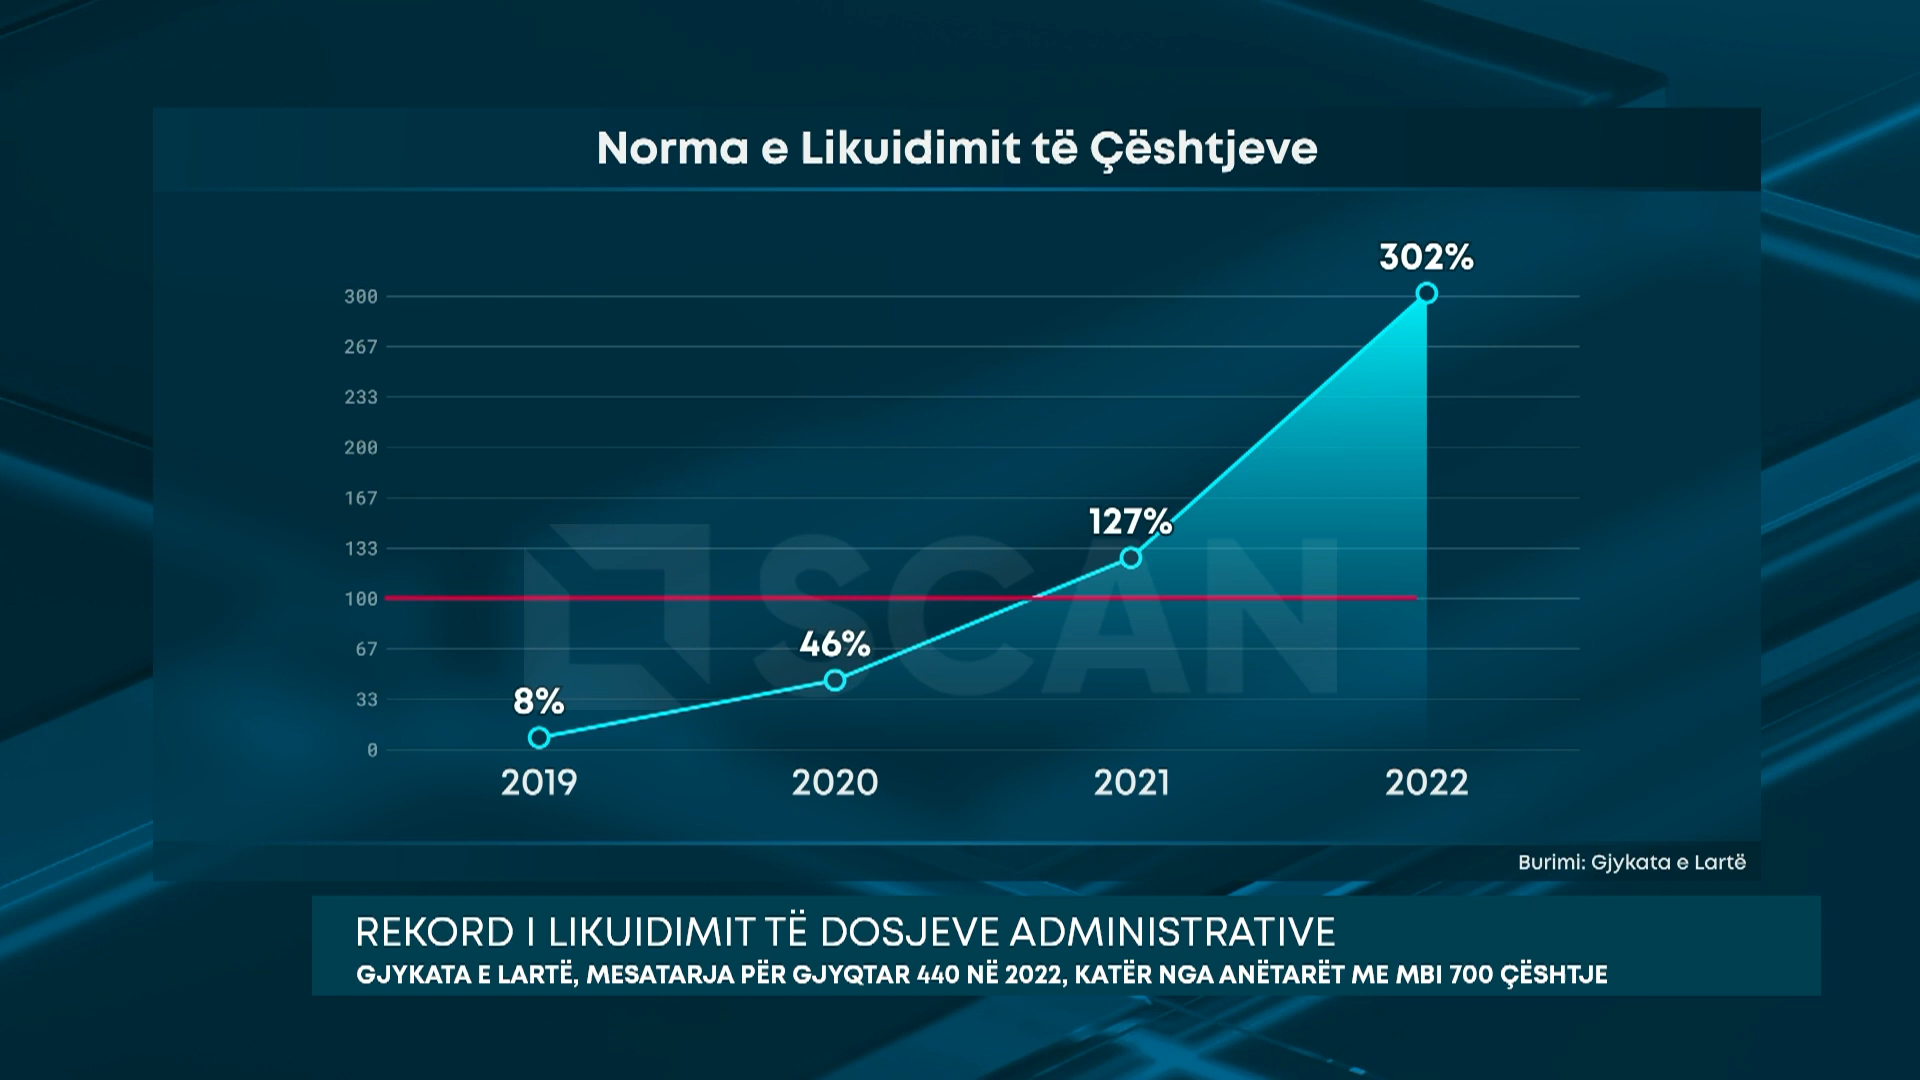 Norma e Likuidimit të Çështjeve
302%
300
267
233
200
167
127%
133
100
67
46%
33
8%
0
2019 2020 2021 2022
SCAN
Burimi: Gjykata e Lartë
REKORD I LIKUIDIMIT TË DOSJEVE ADMINISTRATIVE
GJYKATA E LARTË, MESATARJA PËR GJYQTAR 440 NË 2022, KATËR NGA ANËTARËT ME MBI 700 ÇËSHTJE